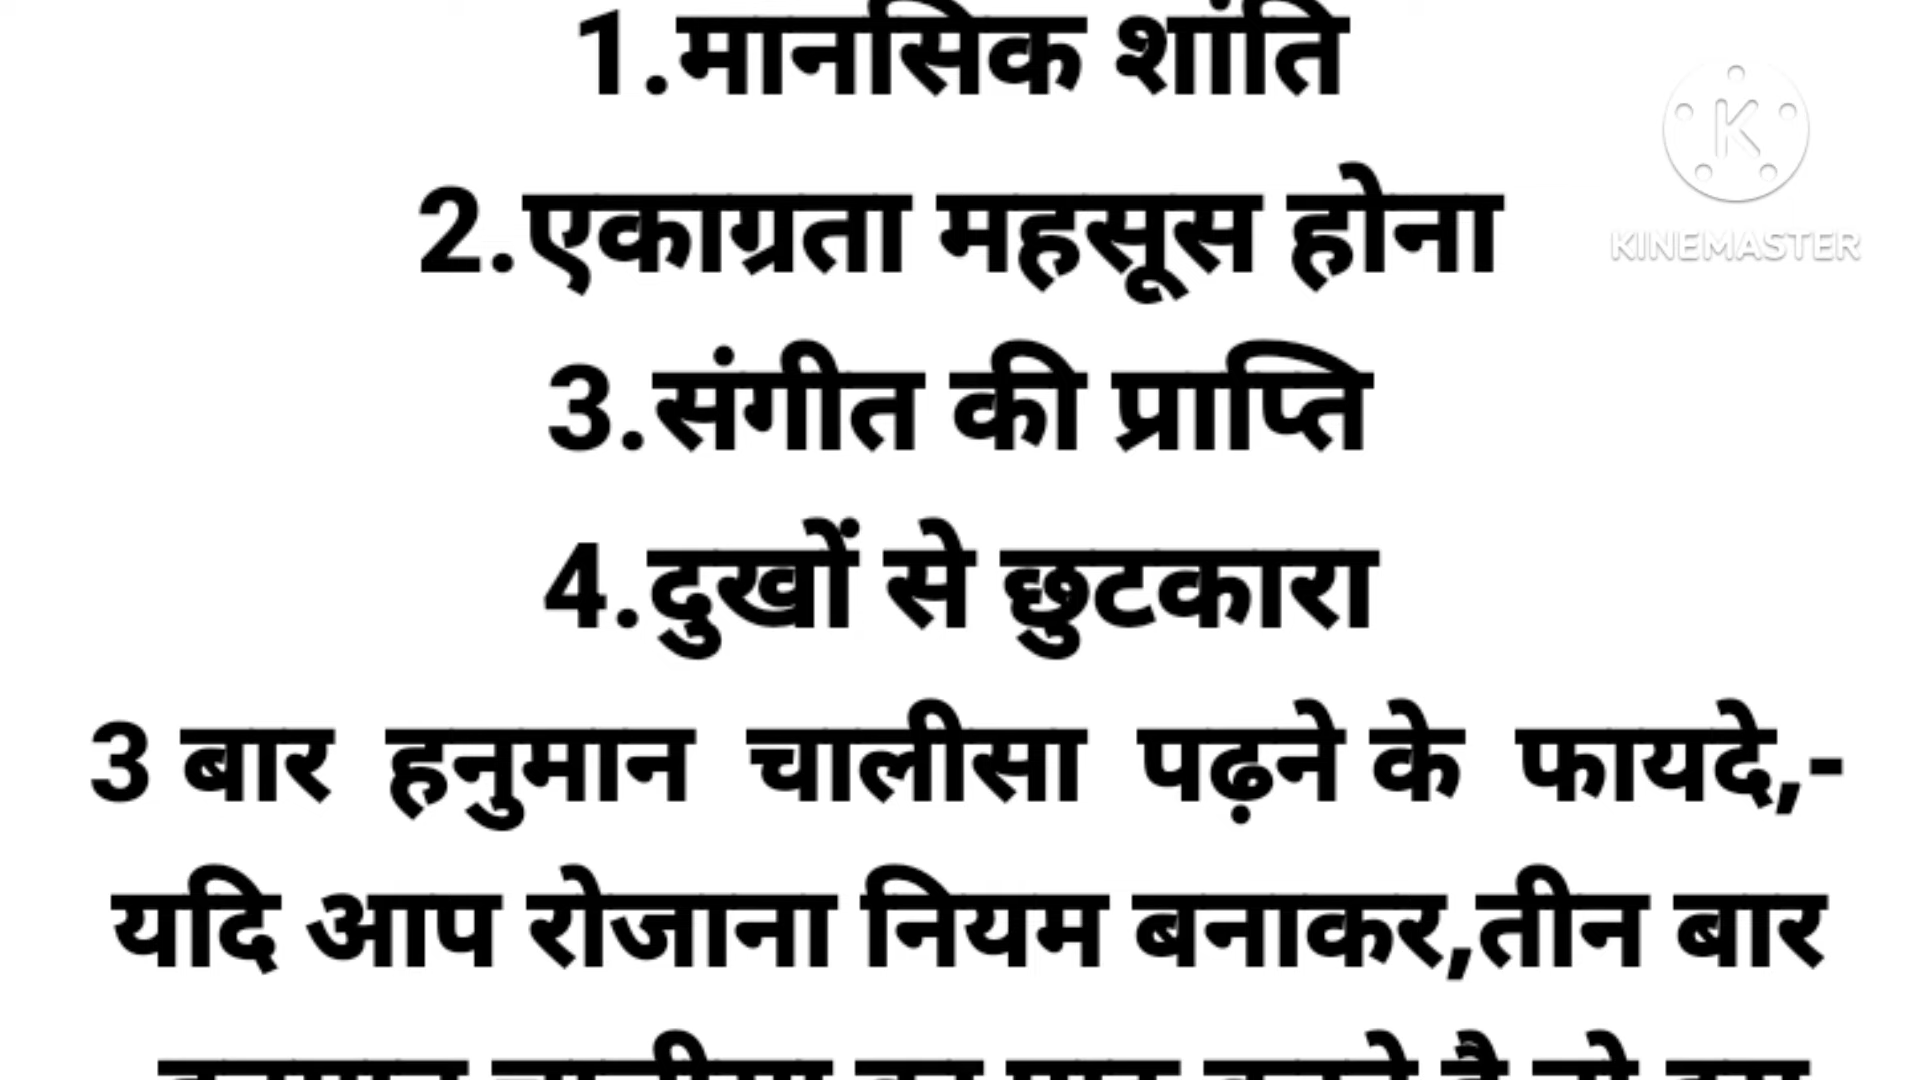 1.मानसिक शांति
2.एकाग्रता महसूस होना
3.संगीत की प्राप्ति
4.दुखों से छुटकारा
3 बार हनुमान चालीसा पढ़ने के फायदे,-
यदि आप रोजाना नियम बनाकर,तीन बार
KINEMASTER